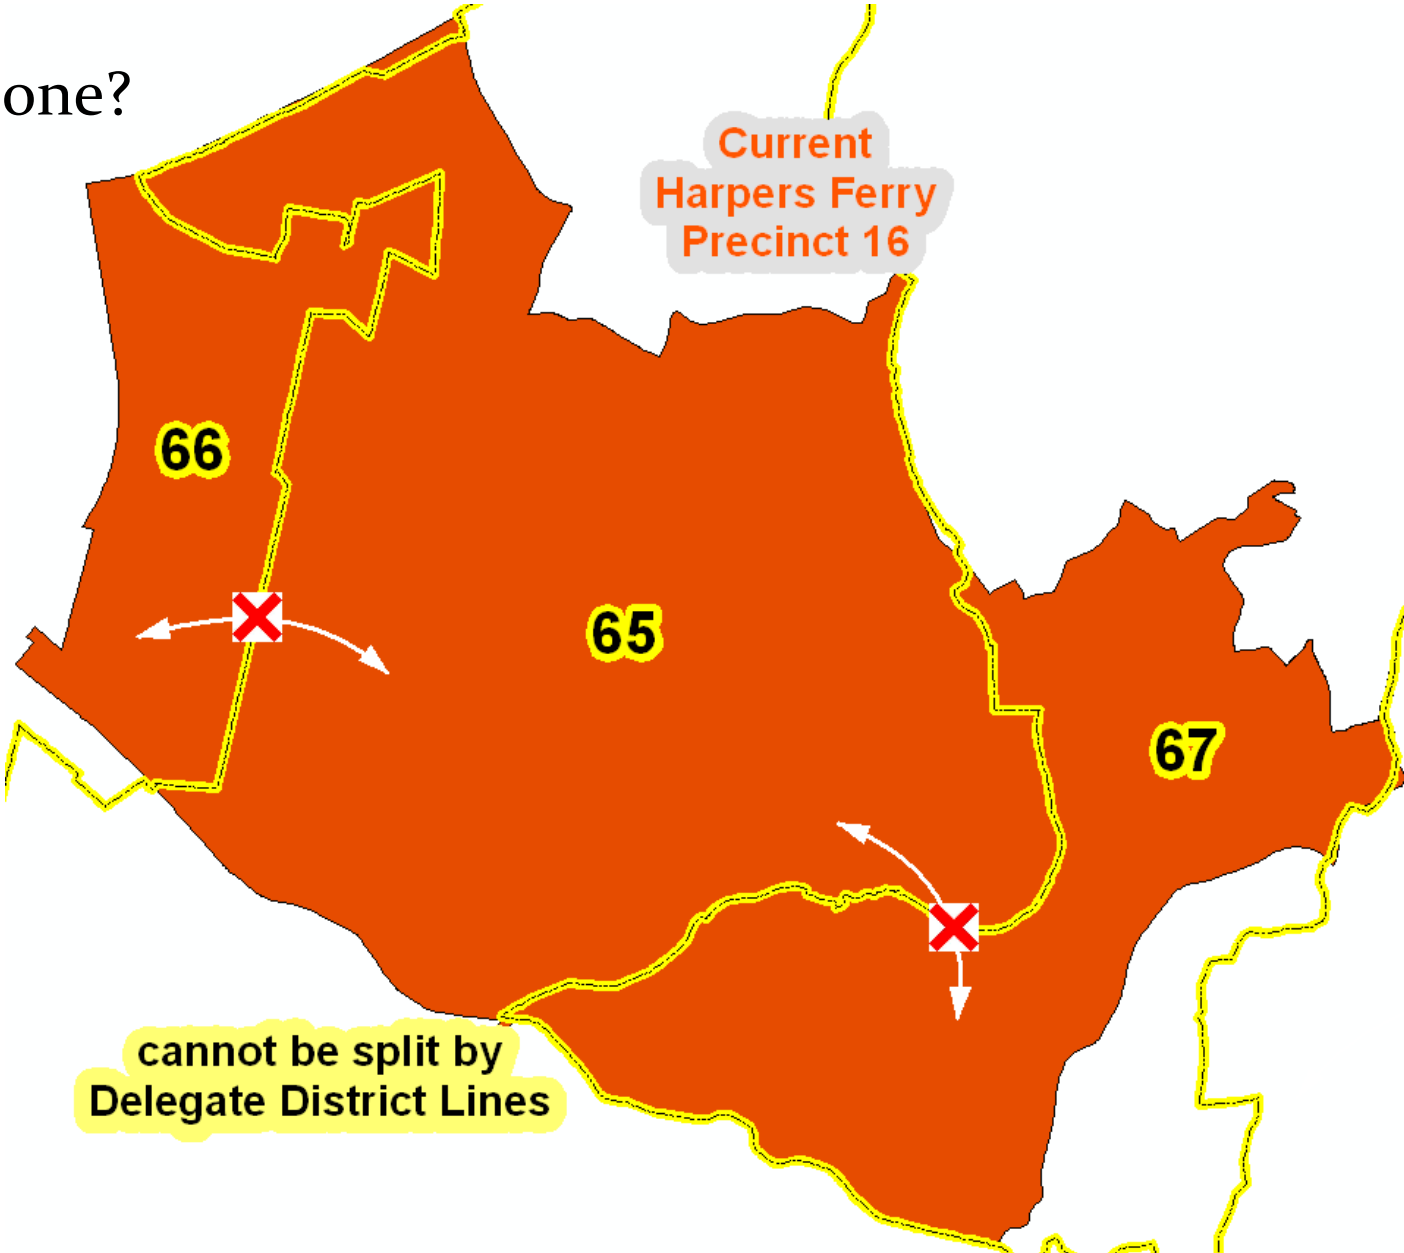 one?
Current
Harpers Ferry
Precinct 16
66
65
67
cannot be split by
Delegate District Lines